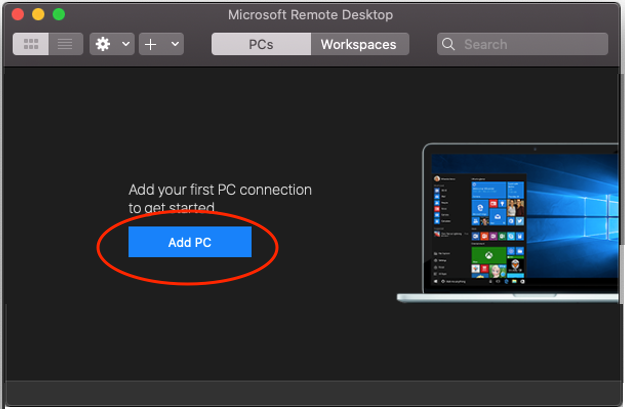 Microsoft Remote Desktop
PCs
Workspaces
Search
Add your first PC connection
to get started
Add PC